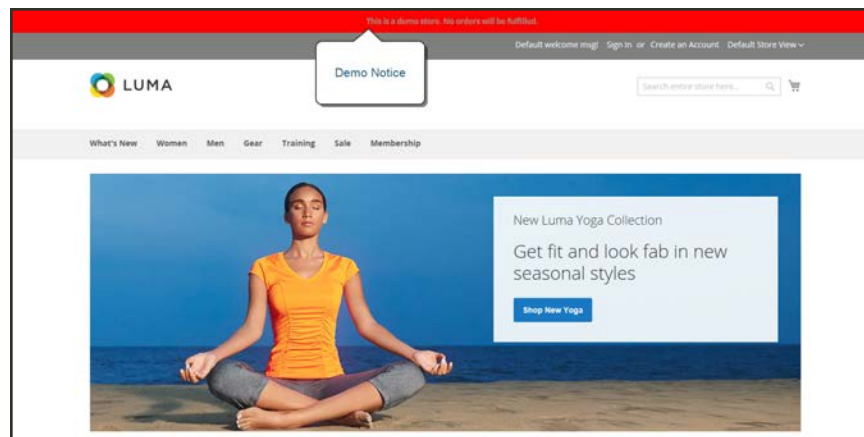 This is a demo store. No orders will be fulfilled.
Default welcome msg! Sign In or Create an Account Default Store View
Demo Notice
LUMA
Search entire store here...
What's New Women Men Gear Training Sale Membership
New Luma Yoga Collection
Get fit and look fab in new
seasonal styles
Shop New Yoga